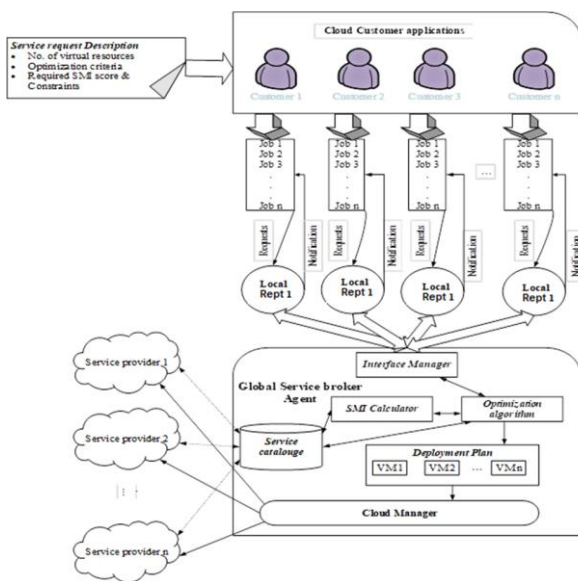 Service request Description
• No. of virtual resources
• Optimization criteria
• Required SMI score &
Constraints
Cloud Customer applications
Customer 1
Customer 2
Customer 3
Customer n
Job 1
Job 2
Job 3
.
.
.
Job n
Job 1
Job 2
Job 3
.
.
.
Job n
Job 1
Job 2
Job 3
.
.
.
Job n
...
Job 1
Job 2
Job 3
.
.
.
Job n
Requests
Notification
Requests
Notification
Requests
Notification
Requests
Notification
Local
Rept 1
Local
Rept 1
Local
Rept 1
Local
Rept 1
Service provider 1
Service provider 2
...
Service provider n
Interface Manager
Global Service broker
Agent
SMI Calculator
Optimization
algorithm
Service
catalouge
Deployment Plan
VM1
VM2
...
VMn
Cloud Manager